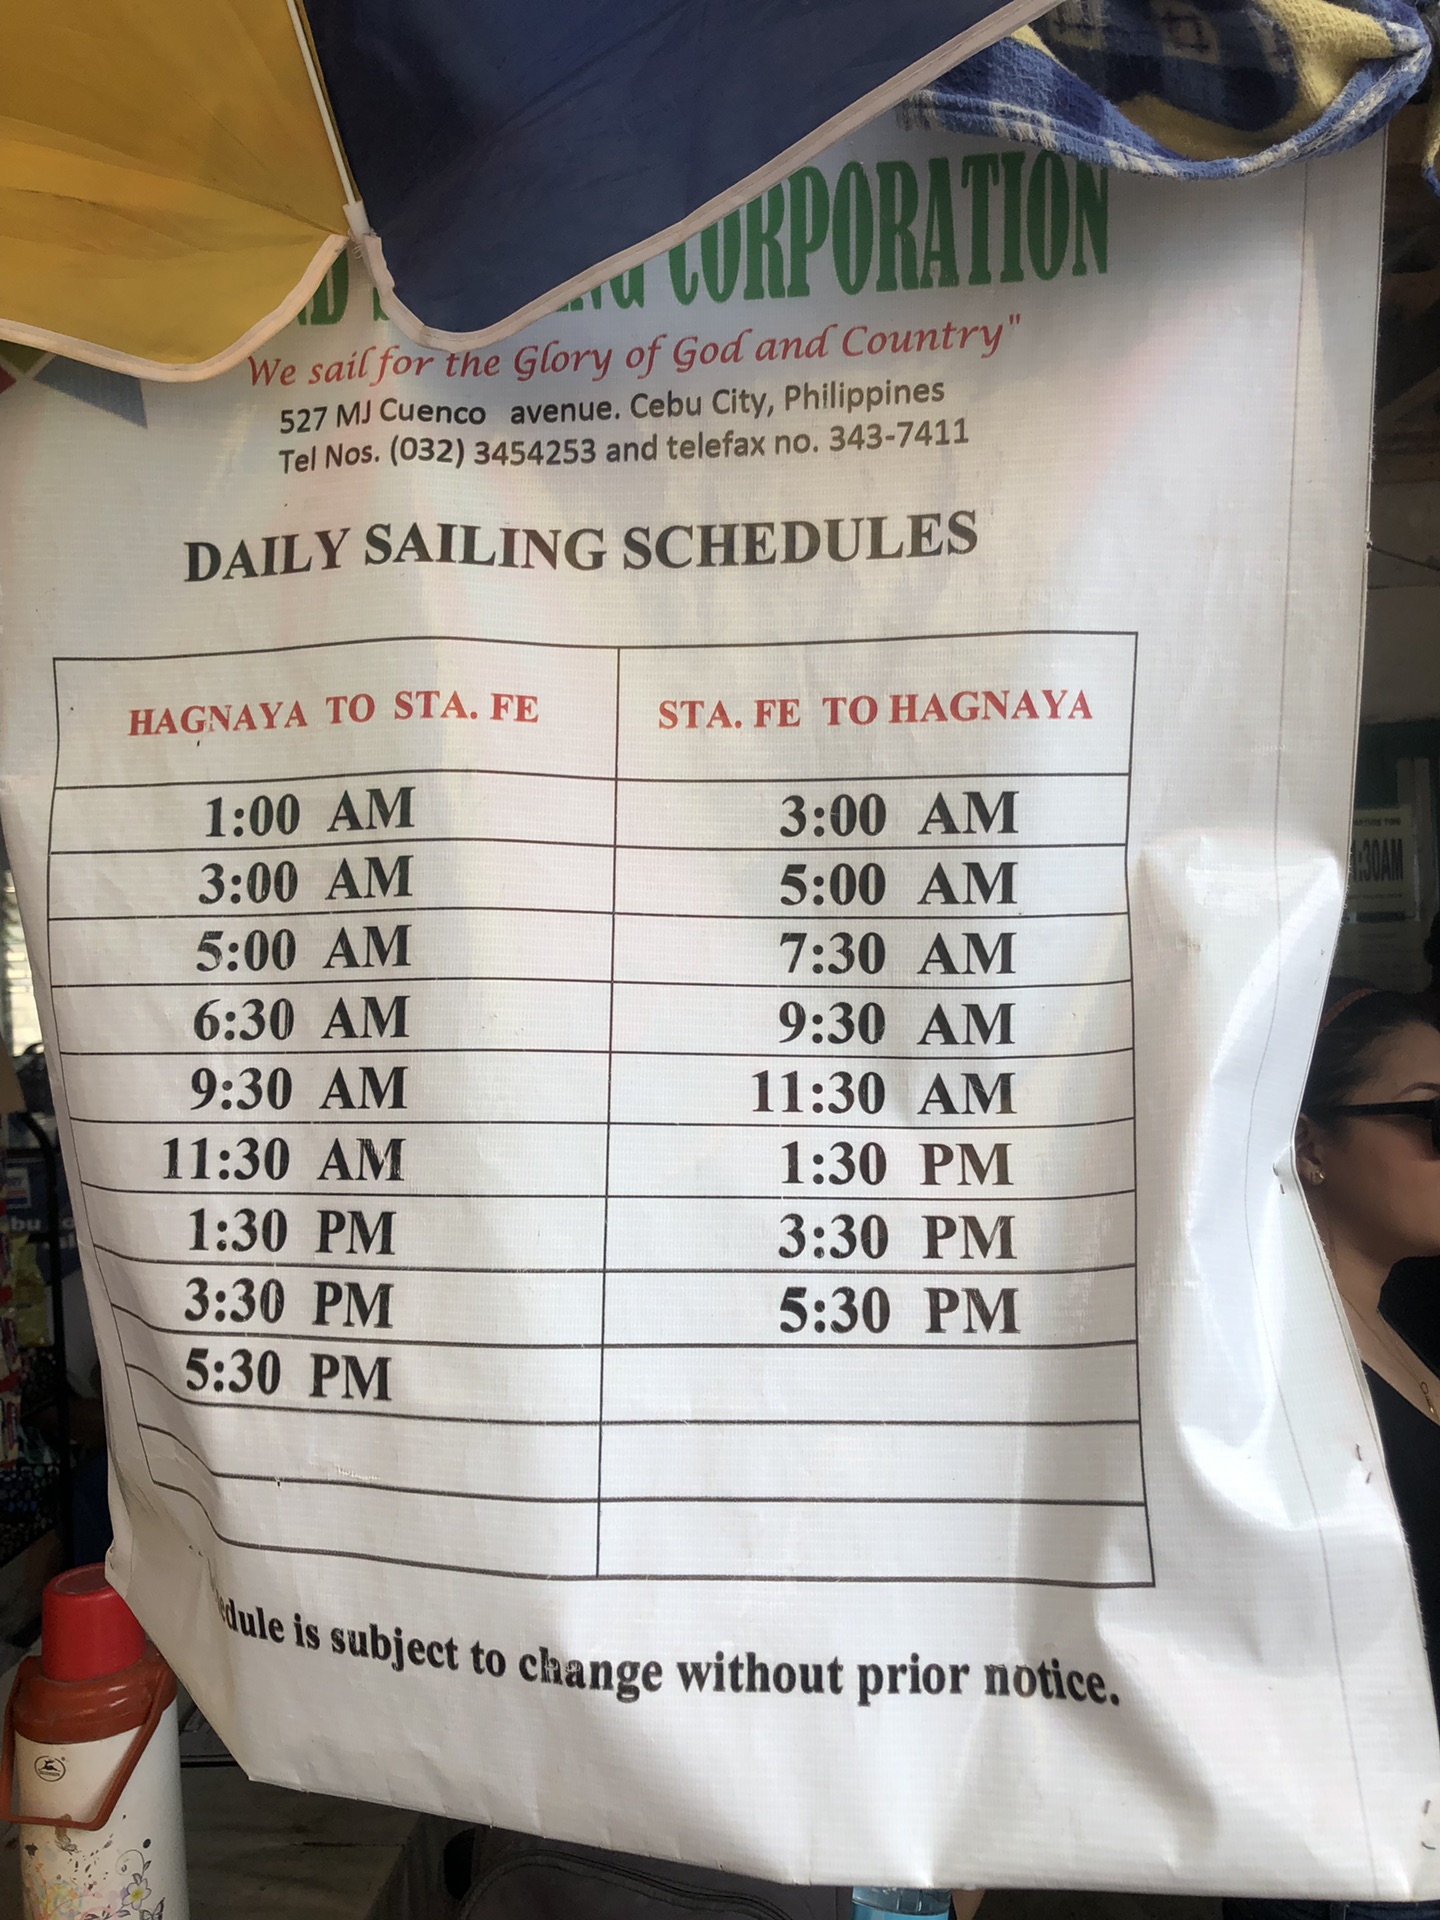 CORPORATION
We sail for the Glory of God and Country"
527 MJ Cuenco avenue. Cebu City, Philippines
Tel Nos. (032) 3454253 and telefax no. 343-7411
DAILY SAILING SCHEDULES
HAGNAYA TO STA. FE STA. FE TO HAGNAYA
1:00 AM 3:00 AM
3:00 AM 5:00 AM
5:00 AM 7:30 AM
6:30 AM 9:30 AM
9:30 AM 11:30 AM
11:30 AM 1:30 PM
1:30 PM 3:30 PM
3:30 PM 5:30 PM
5:30 PM
is subject to change without prior notice.